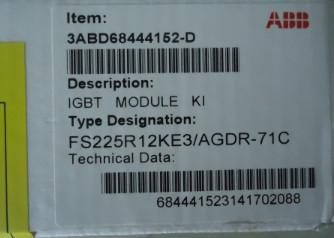 Item:
ABB
3ABD68444152-D
Description:
IGBT MODULE KI
Type Designation:
FS225R12KE3/AGDR-71C
Technical Data:
684441523141702088